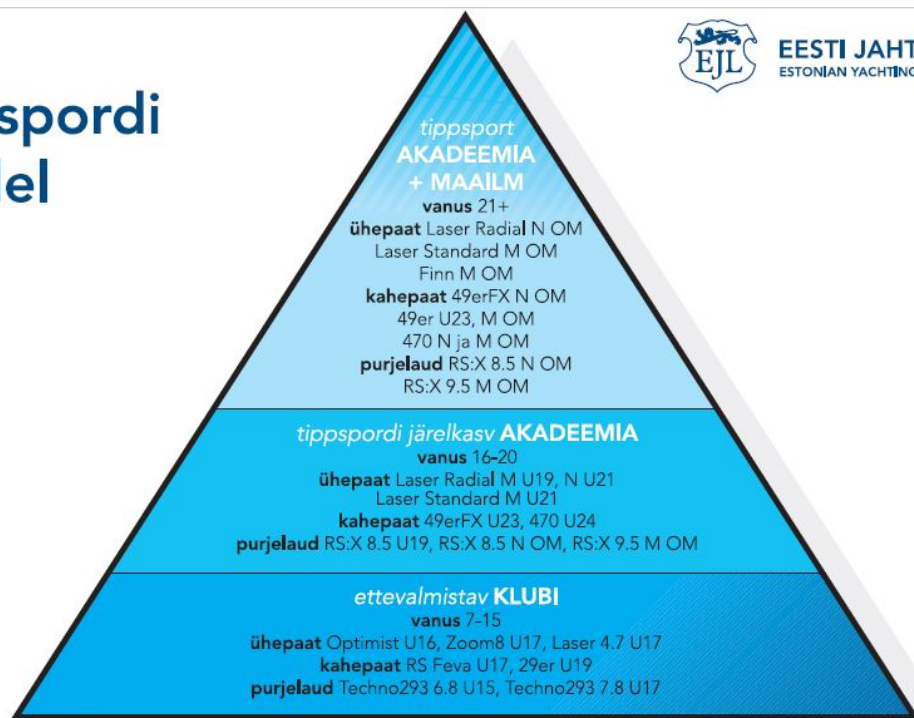 spordi
del
EJL
EESTI JAHT
ESTONIAN YACHTING
tippsport
AKADEEMIA
+ MAAILM
vanus 21+
ühepaat Laser Radial N OM
Laser Standard M OM
Finn M OM
kahepaat 49erFX N OM
49er U23, M OM
470 N ja M OM
purjelaud RS:X 8.5 N OM
RS:X 9.5 M OM
tippspordi järelkasv AKADEEMIA
vanus 16-20
ühepaat Laser Radial M U19, N U21
Laser Standard M U21
kahepaat 49erFX U23, 470 U24
purjelaud RS:X 8.5 U19, RS:X 8.5 N OM, RS:X 9.5 M OM
ettevalmistav KLUBI
vanus 7-15
ühepaat Optimist U16, Zoom8 U17, Laser 4.7 U17
kahepaat RS Feva U17, 29er U19
purjelaud Techno293 6.8 U15, Techno293 7.8 U17